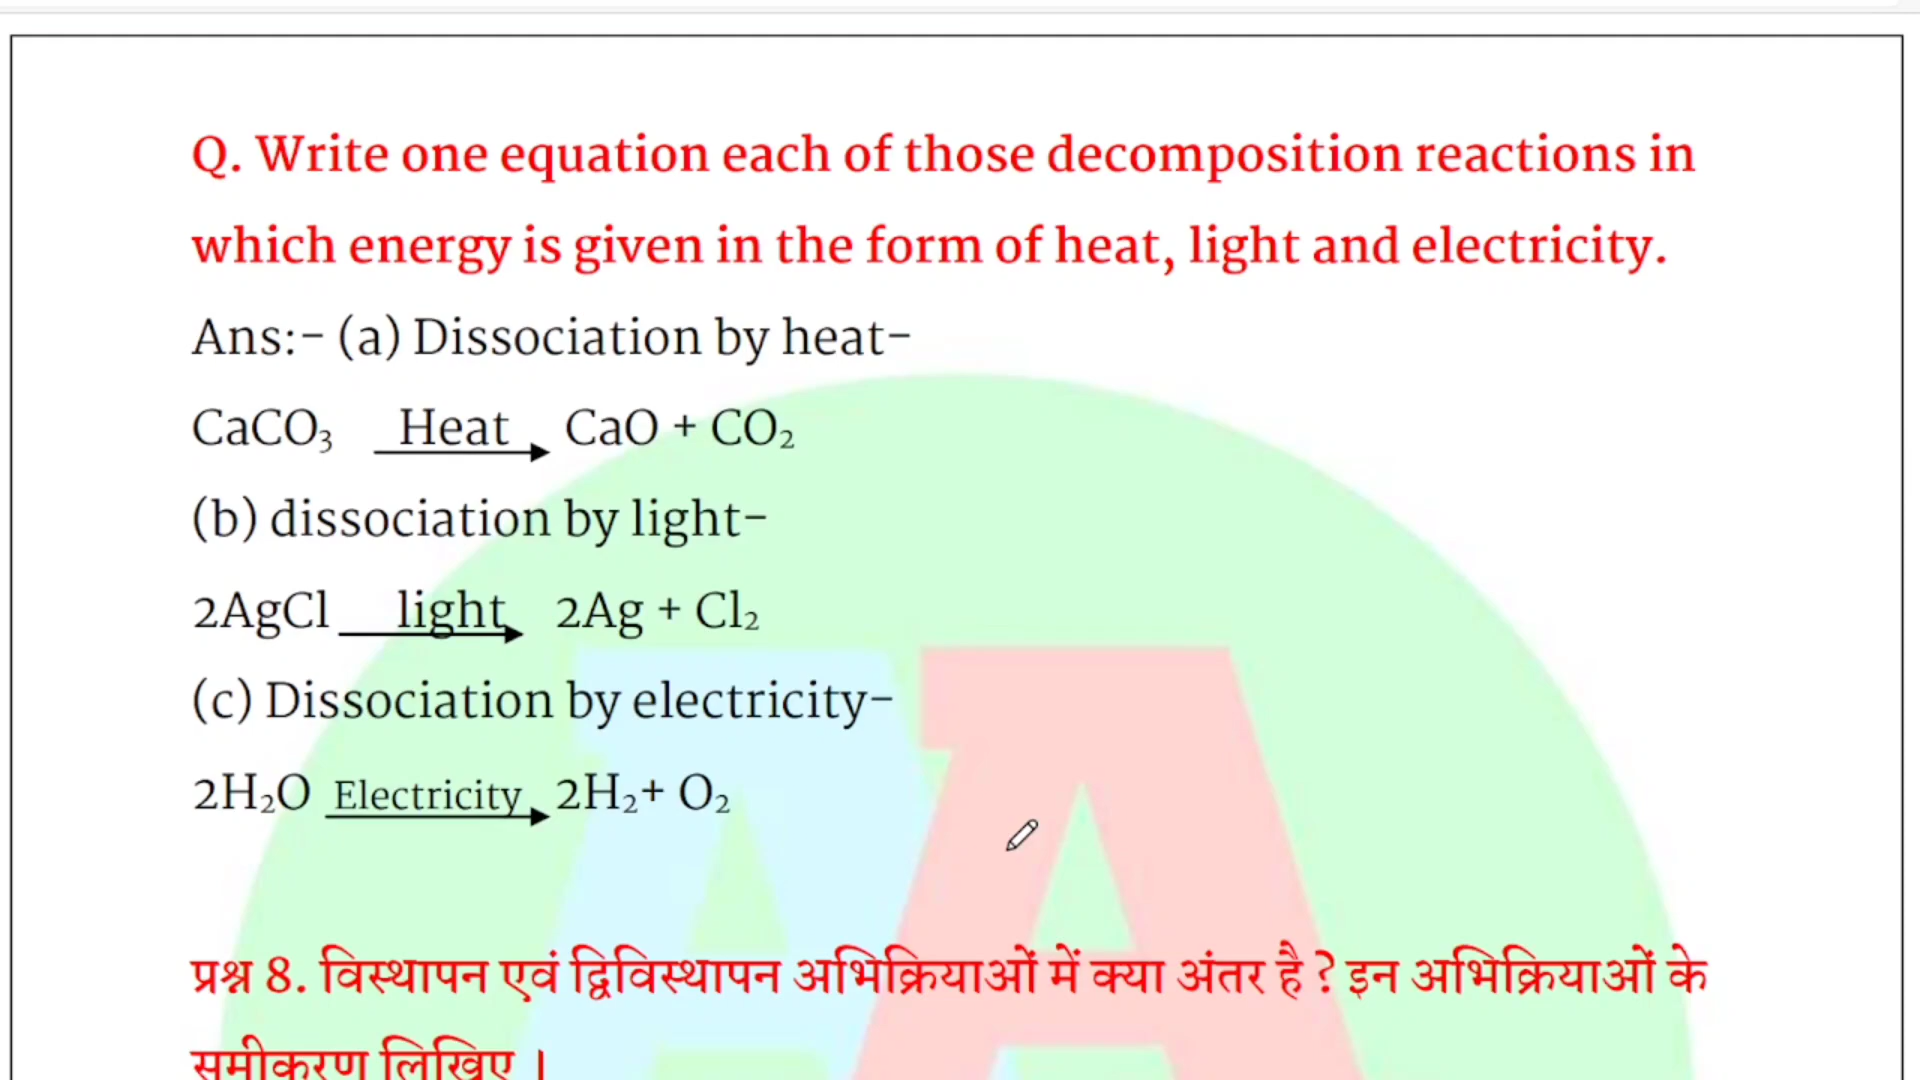 Q. Write one equation each of those decomposition reactions in
which energy is given in the form of heat, light and electricity.
Ans:- (a) Dissociation by heat-
CaCO₃ Heat CaO + CO₂
(b) dissociation by light-
2AgCl light 2Ag + Cl₂
(c) Dissociation by electricity-
2H₂O Electricity 2H₂+ O₂
प्रश्न 8. विस्थापन एवं द्विविस्थापन अभिक्रियाओं में क्या अंतर है ? इन अभिक्रियाओं के
समीकरण लिखिए ।